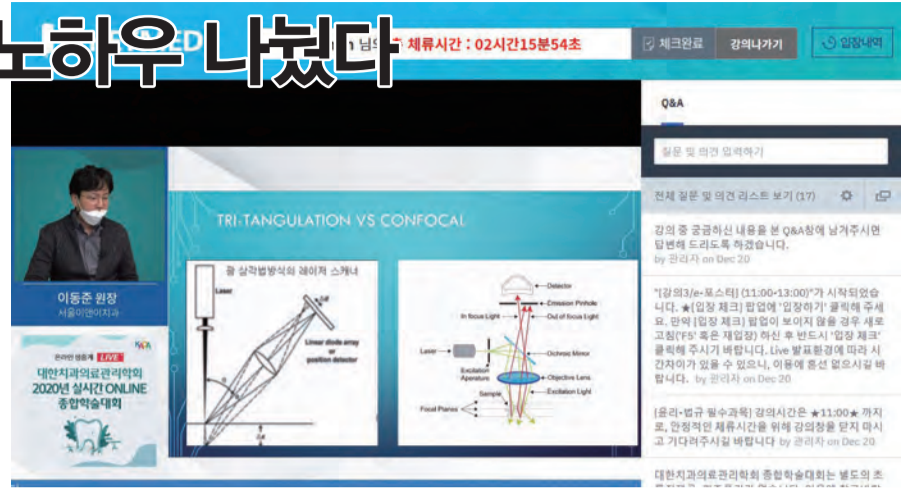 노하우 나눴다
체류시간 : 02시간15분54초
체크완료
강의나가기
입장내역
Q&A
질문 및 의견 입력하기
전체 질문 및 의견 리스트 보기 (17)
강의 중 궁금하신 내용을 본 Q&A창에 남겨주시면
답변해 드리도록 하겠습니다.
by 관리자 on Dec 20
"[강의3/e-포스터] (11:00-13:00)"가 시작되었습
니다. ★[입장 체크] 팝업에 '입장하기' 클릭해 주세
요. 만약 [입장 체크] 팝업이 보이지 않을 경우 새로
고침('F5' 혹은 재입장) 하신 후 반드시 '입장 체크'
클릭해 주시기 바랍니다. Live 발표환경에 따라 시
간차이가 있을 수 있으니, 이용에 혼선 없으시길 바
랍니다. by 관리자 on Dec 20
[윤리·법규 필수과목] 강의시간은 ★11:00★ 까지
로, 안정적인 체류시간을 위해 강의창을 닫지 마시
고 기다려주시길 바랍니다 by 관리자 on Dec 20
대한치과의료관리학회 종합학술대회는 별도의 초
이동준 원장
서울이앤이치과
온라인 생중계 LIVE
대한치과의료관리학회
2020년 실시간 ONLINE
종합학술대회
TRI-TANGULATION VS CONFOCAL
광 삼각법방식의 레이저 스캐너
Laser
Linear diode array
or
position detector
Detector
Emission Pinhole
In focus Light
Out of focus Light
Laser
Dichroic Mirror
Excitation
Aperature
Objective Lens
Sample
Excitation Light
Focal Planes